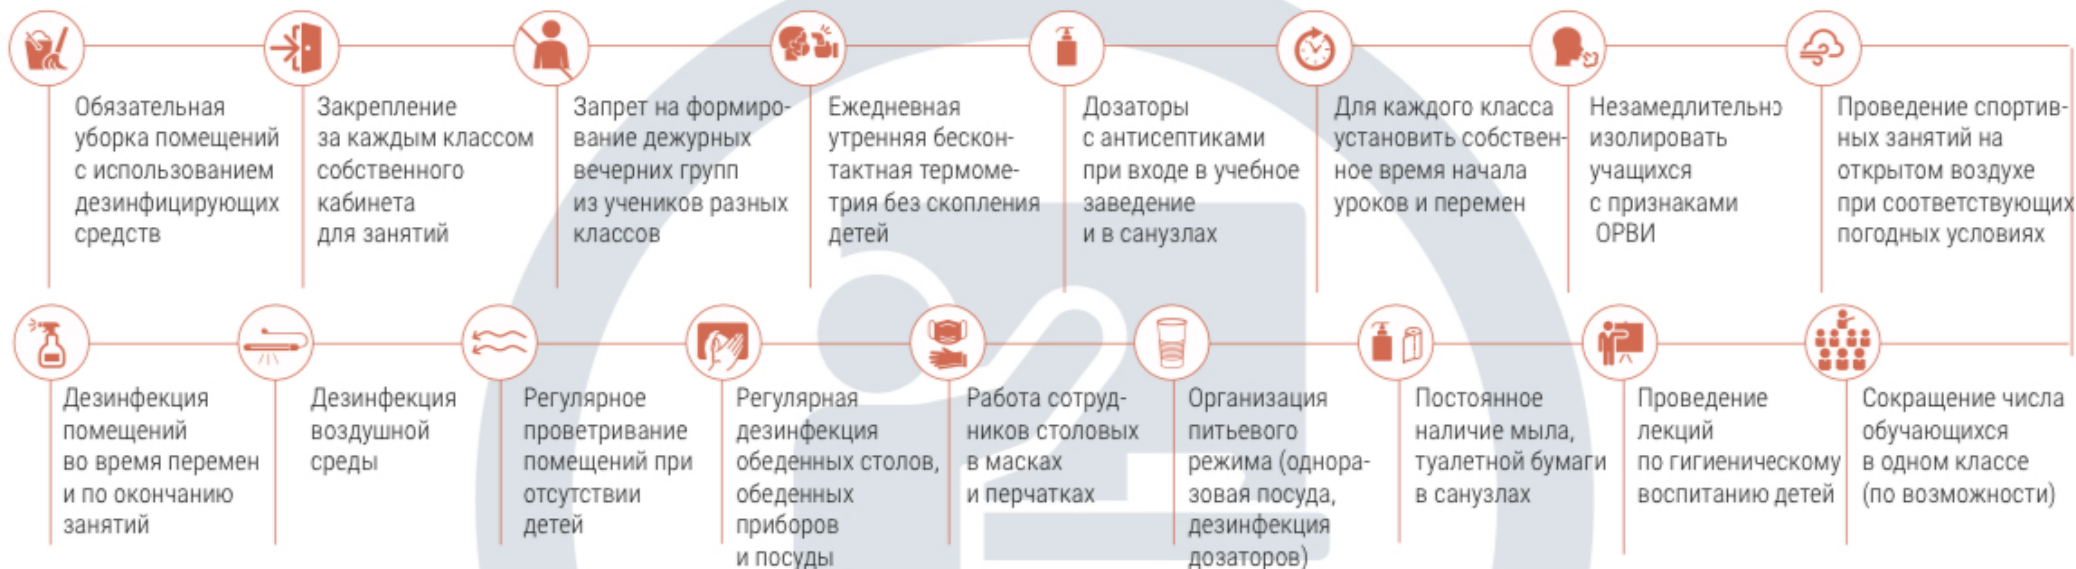 Обязательная
уборка помещений
с использованием
дезинфицирующих
средств
Закрепление
за каждым классом
собственного
кабинета
для занятий
Запрет на формиро-
вание дежурных
вечерних групп
из учеников разных
классов
Ежедневная
утренняя бескон-
тактная термоме-
трия без скопления
детей
Дозаторы
с антисептиками
при входе в учебное
заведение
и в санузлах
Для каждого класса
установить собствен-
ное время начала
уроков и перемен
Незамедлительно
изолировать
учащихся
с признаками
ОРВИ
Проведение спортив-
ных занятий на
открытом воздухе
при соответствующих
погодных условиях
Дезинфекция
помещений
во время перемен
и по окончанию
занятий
Дезинфекция
воздушной
среды
Регулярное
проветривание
помещений при
отсутствии
детей
Регулярная
дезинфекция
обеденных столов,
обеденных
приборов
и посуды
Работа сотруд-
ников столовых
в масках
и перчатках
Организация
питьевого
режима (однора-
зовая посуда,
дезинфекция
дозаторов)
Постоянное
наличие мыла,
туалетной бумаги
в санузлах
Проведение
лекций
по гигиеническому
воспитанию детей
Сокращение числа
обучающихся
в одном классе
(по возможности)